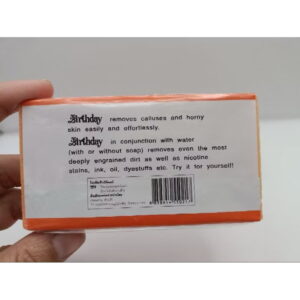 Birthday removes calluses and horny
skin easily and effortlessly.
Birthday in conjunction with water
(with or without soap) removes even the most
deeply engrained dirt as well as nicotine
stains, ink, oil, dyestuffs etc. Try it for yourself!